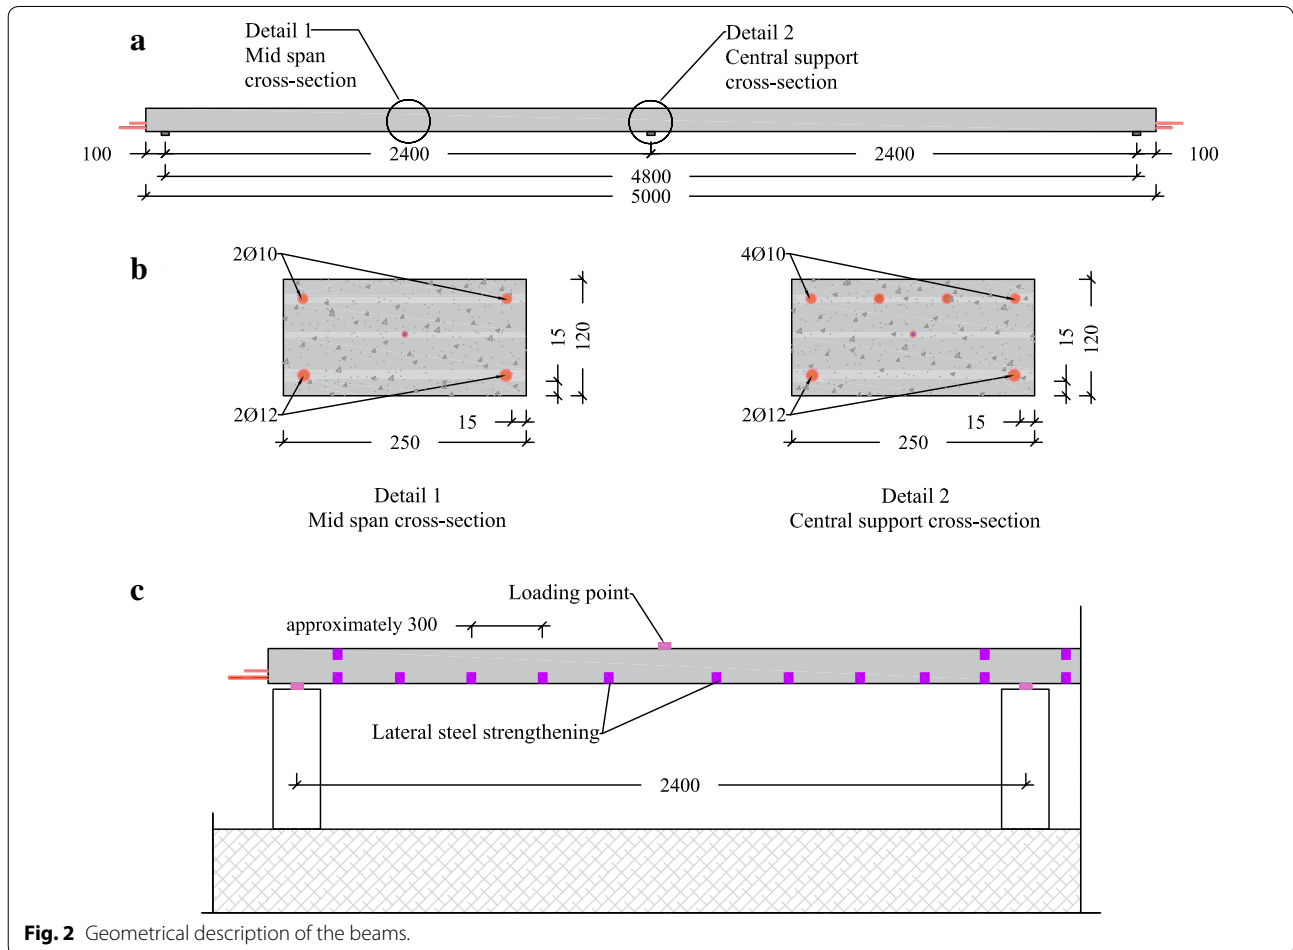 a
Detail 1
Mid span
cross-section
Detail 2
Central support
cross-section
100
2400
2400
100
4800
5000
b
2Ø10
2Ø12
15
120
15
250
4Ø10
2Ø12
15
120
15
250
Detail 1
Mid span cross-section
Detail 2
Central support cross-section
c
Loading point
approximately 300
Lateral steel strengthening
2400
Fig. 2 Geometrical description of the beams.